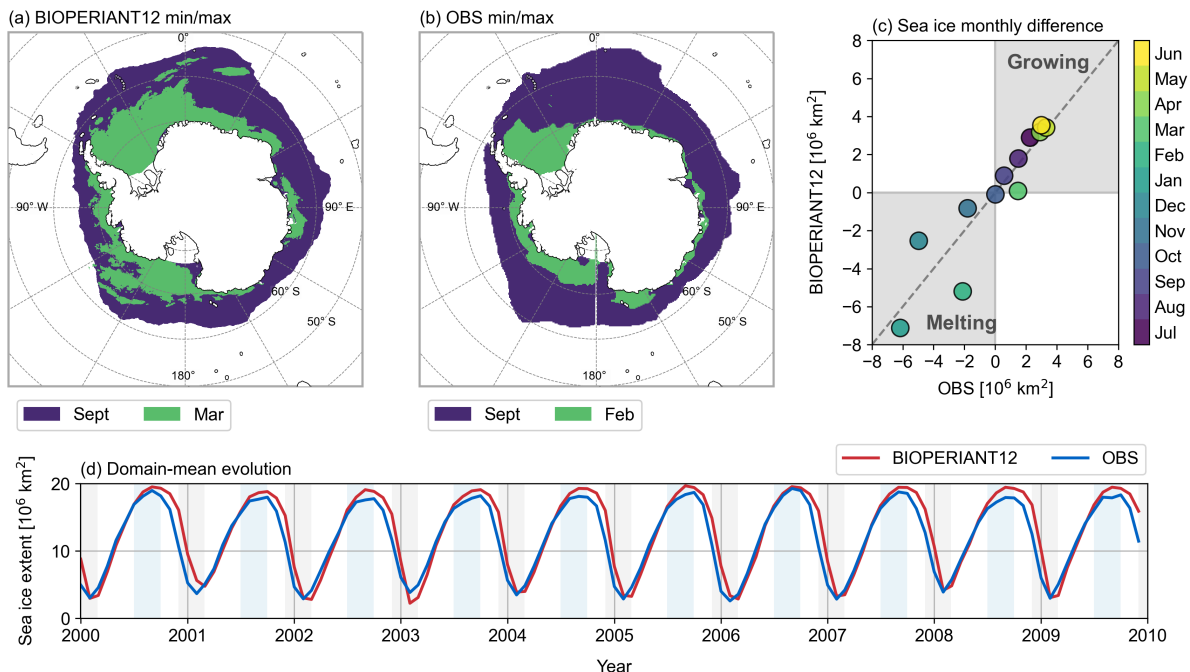 (a) BIOPERIANT12 min/max
0°
90° W
90° E
60° S
50° S
180°
Sept
Mar
(b) OBS min/max
0°
90° W
90° E
60° S
50° S
180°
Sept
Feb
(c) Sea ice monthly difference
Growing
Melting
8
6
4
2
0
−2
−4
−6
−8
−8 −6 −4 −2 0 2 4 6 8
BIOPERIANT12 [10⁶ km²]
OBS [10⁶ km²]
Jun
May
Apr
Mar
Feb
Jan
Dec
Nov
Oct
Sep
Aug
Jul
(d) Domain-mean evolution
BIOPERIANT12
OBS
Sea ice extent [10⁶ km²]
20
10
0
2000 2001 2002 2003 2004 2005 2006 2007 2008 2009 2010
Year